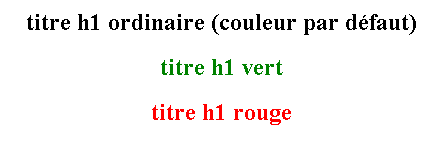 titre h1 ordinaire (couleur par défaut)
titre h1 vert
titre h1 rouge